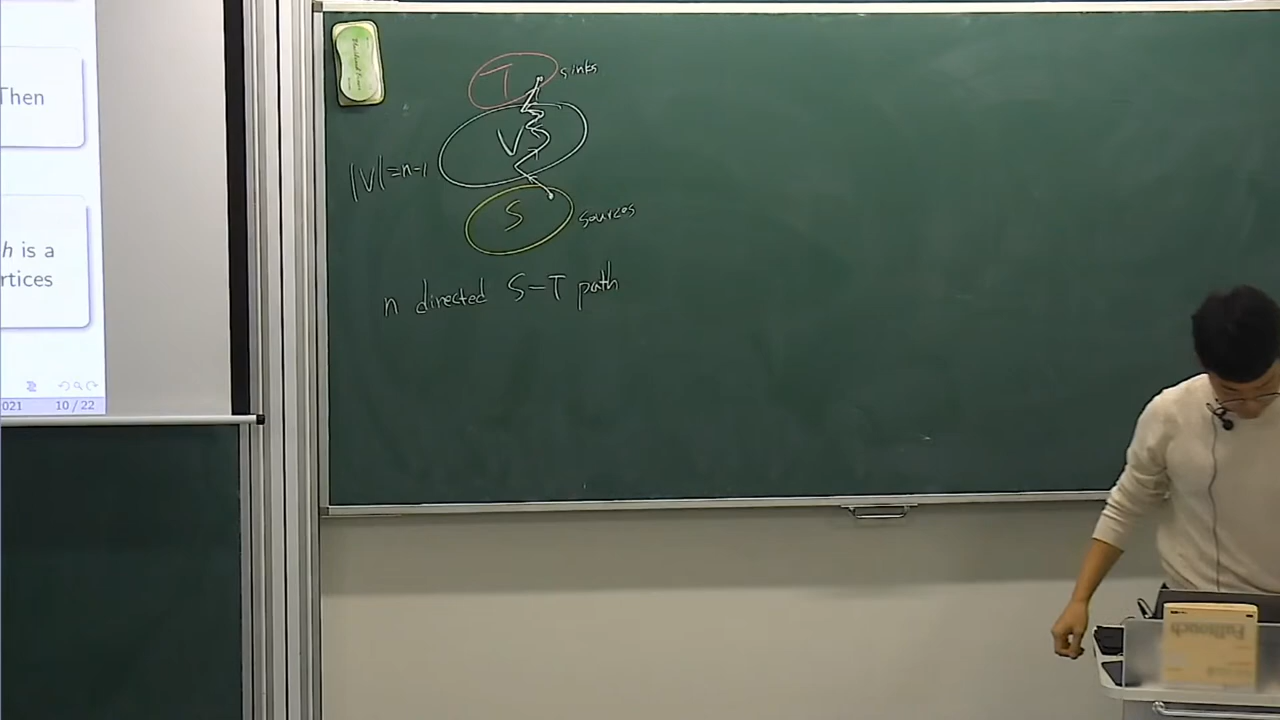 Then
h is a
rtices
021 10/22
T sinks
V
|V|=n-1
S sources
n directed S-T path